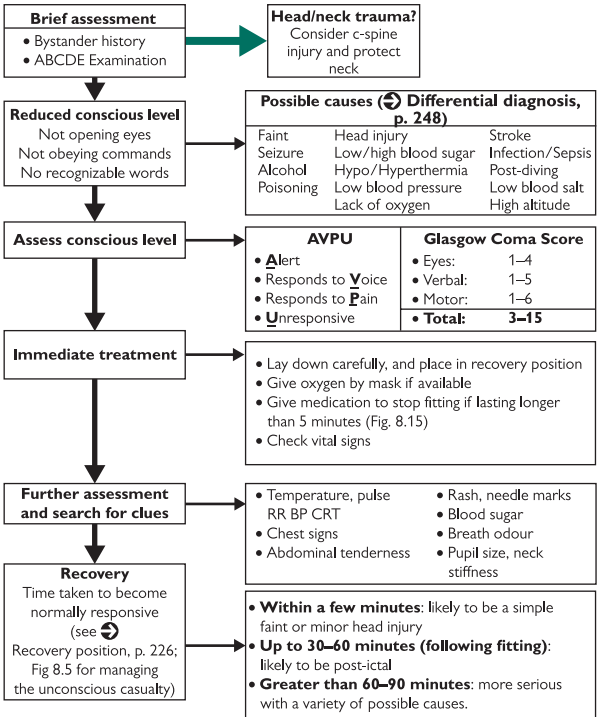 Brief assessment
• Bystander history
• ABCDE Examination
Head/neck trauma?
Consider c-spine
injury and protect
neck
Reduced conscious level
Not opening eyes
Not obeying commands
No recognizable words
Possible causes (➲ Differential diagnosis,
p. 248)
Faint Head injury Stroke
Seizure Low/high blood sugar Infection/Sepsis
Alcohol Hypo/Hyperthermia Post-diving
Poisoning Low blood pressure Low blood salt
Lack of oxygen High altitude
Assess conscious level
AVPU
• Alert
• Responds to Voice
• Responds to Pain
• Unresponsive
Glasgow Coma Score
• Eyes: 1–4
• Verbal: 1–5
• Motor: 1–6
• Total: 3–15
Immediate treatment
• Lay down carefully, and place in recovery position
• Give oxygen by mask if available
• Give medication to stop fitting if lasting longer
than 5 minutes (Fig. 8.15)
• Check vital signs
Further assessment
and search for clues
• Temperature, pulse
RR BP CRT
• Chest signs
• Abdominal tenderness
• Rash, needle marks
• Blood sugar
• Breath odour
• Pupil size, neck
stiffness
Recovery
Time taken to become
normally responsive
(see ➲
Recovery position, p. 226;
Fig 8.5 for managing
the unconscious casualty)
• Within a few minutes: likely to be a simple
faint or minor head injury
• Up to 30–60 minutes (following fitting):
likely to be post-ictal
• Greater than 60–90 minutes: more serious
with a variety of possible causes.